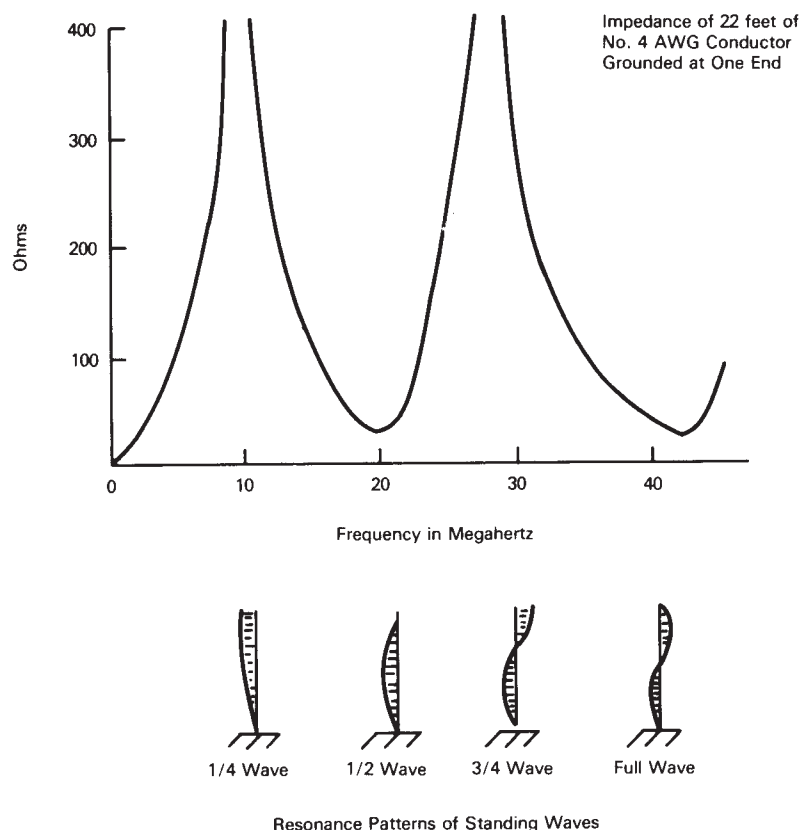 Impedance of 22 feet of
No. 4 AWG Conductor
Grounded at One End
400
300
200
100
Ohms
0 10 20 30 40
Frequency in Megahertz
1/4 Wave 1/2 Wave 3/4 Wave Full Wave
Resonance Patterns of Standing Waves